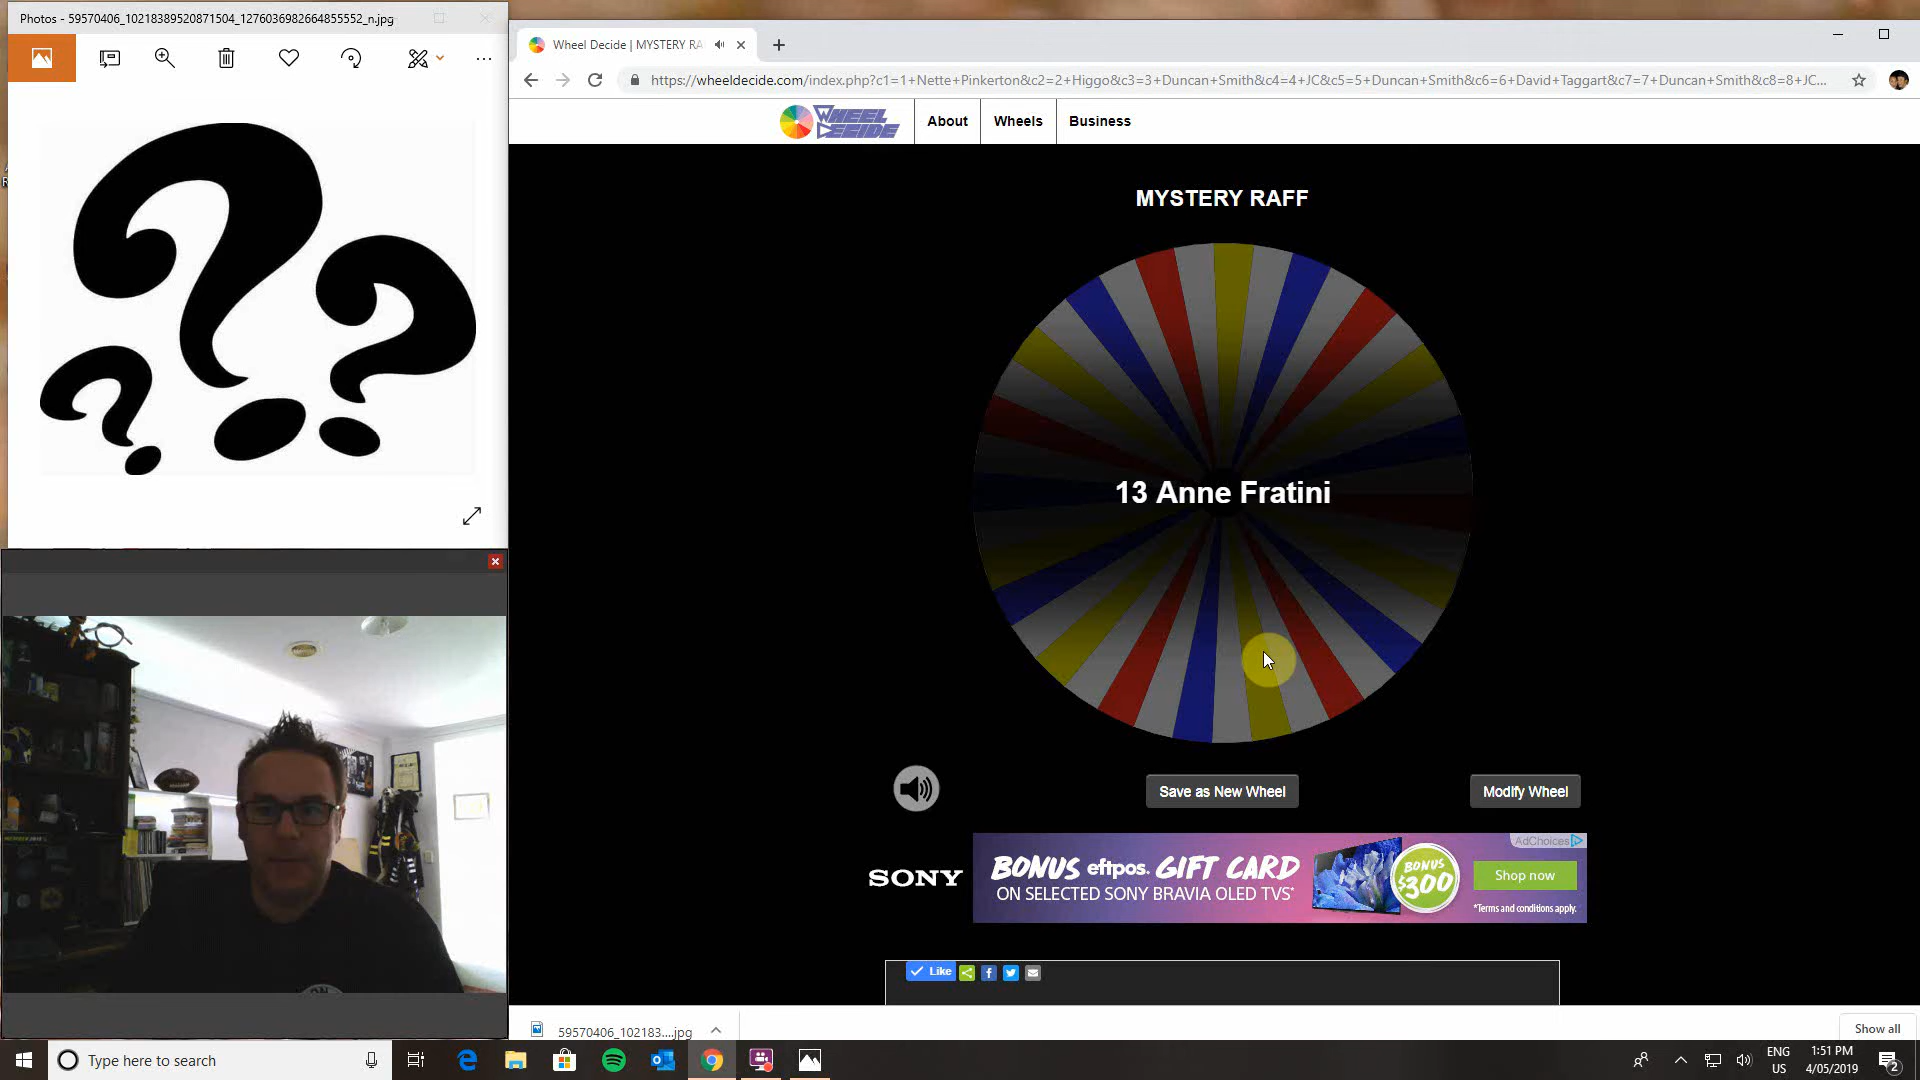 Photos - 59570406_10218389520871504_1276036982664855552_n.jpg
Wheel Decide | MYSTERY RA
https://wheeldecide.com/index.php?c1=1+Nette+Pinkerton&c2=2+Higgo&c3=3+Duncan+Smith&c4=4+JC&c5=5+Duncan+Smith&c6=6+David+Taggart&c7=7+Duncan+Smith&c8=8+JC...
WHEEL DECIDE
About
Wheels
Business
MYSTERY RAFF
13 Anne Fratini
Save as New Wheel
Modify Wheel
SONY
BONUS eftpos. GIFT CARD
ON SELECTED SONY BRAVIA OLED TVS*
BONUS
$300
AdChoices
Shop now
*Terms and conditions apply.
Like
59570406_102183....jpg
Show all
Type here to search
ENG
US
1:51 PM
4/05/2019
2